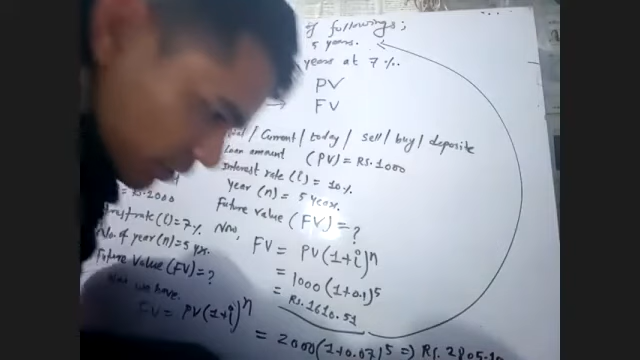 of followings;
5 years.
years at 7%.
PV
FV
/ Current / today / sell / buy / deposite
Loan amount (PV) = Rs. 1000
Interest rate (i) = 10%
year (n) = 5 years.
Future value (FV) = ?
Now,
FV = PV(1+i)^n
= 1000 (1+0.1)^5
= Rs. 1610.51
= Rs. 2000
rate (i) = 7%
No. of year (n) = 5 yrs.
Future Value (FV) = ?
Now we have,
FV = PV(1+i)^n
= 2000 (1+0.07)^5 => Rs. 2805.10